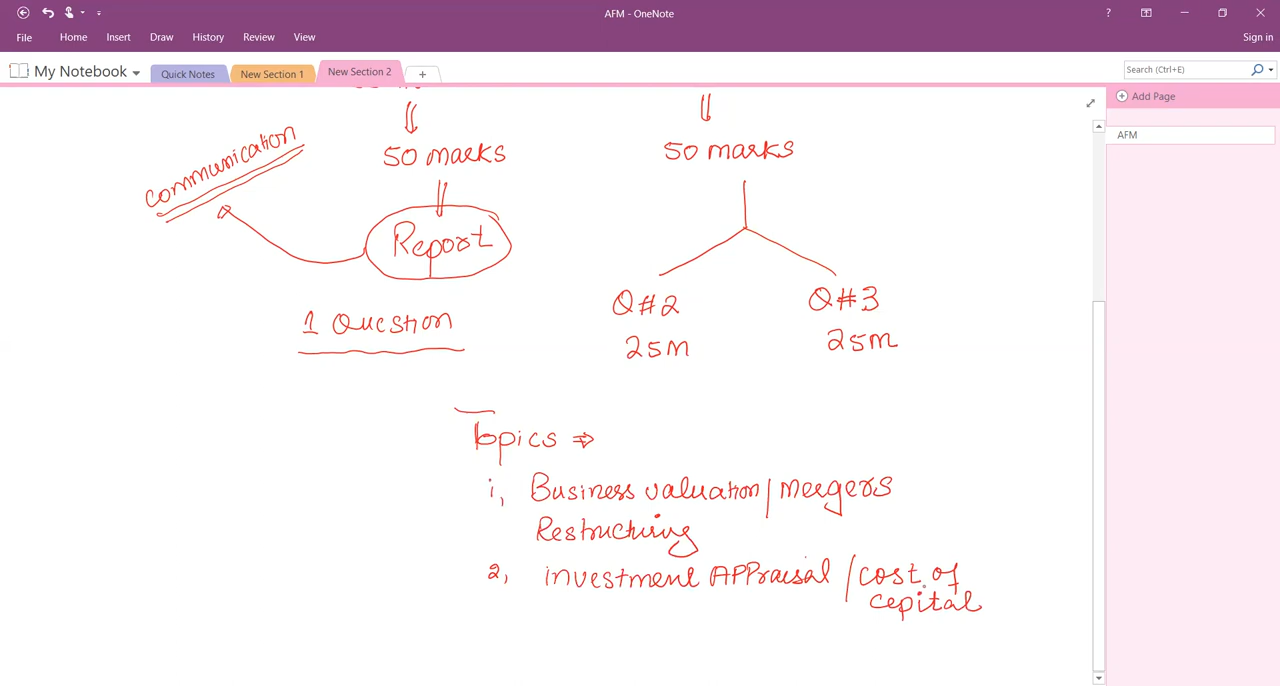 AFM - OneNote
?
File Home Insert Draw History Review View
Sign in
My Notebook
Quick Notes
New Section 1
New Section 2
+
Search (Ctrl+E)
Add Page
AFM
communication
50 marks
50 marks
Report
Q#2
Q#3
1 Question
25M
25M
Topics ⇒
i, Business valuation/Mergers
Restructuring
2, investment APPraisal / cost of
cepital